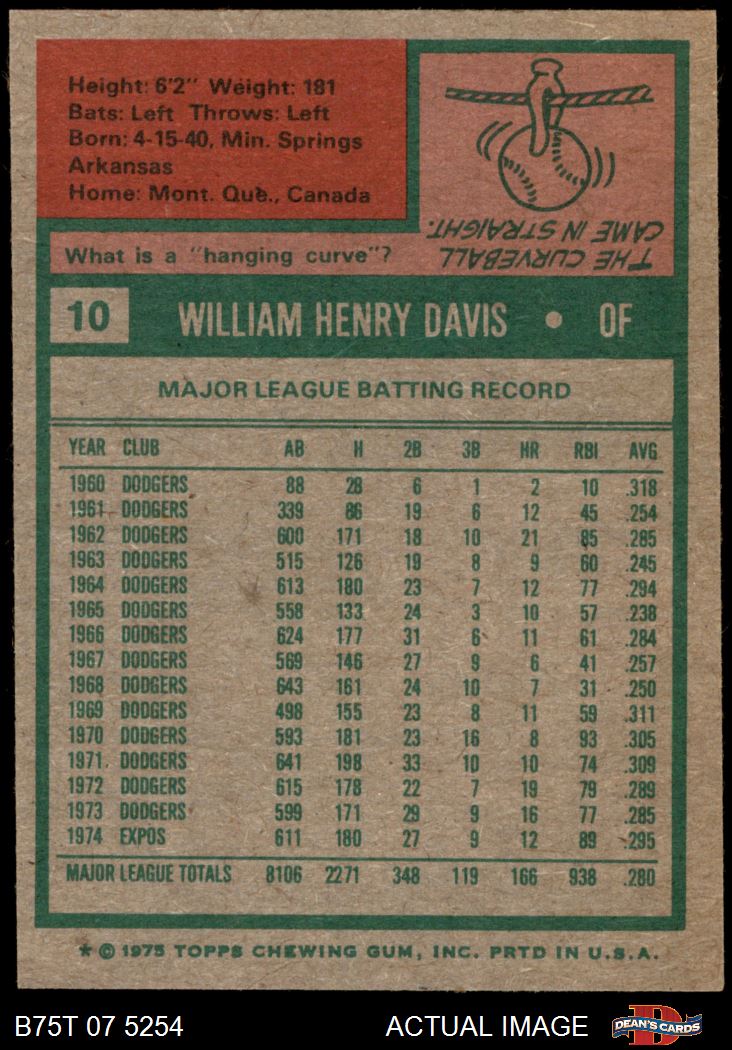 Height: 6'2" Weight: 181
Bats: Left Throws: Left
Born: 4-15-40, Min. Springs
Arkansas
Home: Mont. Que., Canada
What is a "hanging curve"?
THE CURVEBALL
CAME IN STRAIGHT.
10 WILLIAM HENRY DAVIS • OF
MAJOR LEAGUE BATTING RECORD
YEAR CLUB AB H 2B 3B HR RBI AVG.
1960 DODGERS 88 28 6 1 2 10 .318
1961 DODGERS 339 86 19 6 12 45 .254
1962 DODGERS 600 171 18 10 21 85 .285
1963 DODGERS 515 126 19 8 9 60 .245
1964 DODGERS 613 180 23 7 12 77 .294
1965 DODGERS 558 133 24 3 10 57 .238
1966 DODGERS 624 177 31 6 11 61 .284
1967 DODGERS 569 146 27 9 6 41 .257
1968 DODGERS 643 161 24 10 7 31 .250
1969 DODGERS 498 155 23 8 11 59 .311
1970 DODGERS 593 181 23 16 8 93 .305
1971 DODGERS 641 198 33 10 10 74 .309
1972 DODGERS 615 178 22 7 19 79 .289
1973 DODGERS 599 171 29 9 16 77 .285
1974 EXPOS 611 180 27 9 12 89 .295
MAJOR LEAGUE TOTALS 8106 2271 348 119 166 938 .280
* © 1975 TOPPS CHEWING GUM, INC. PRTD IN U.S.A.
B75T 07 5254 ACTUAL IMAGE
D
DEAN'S CARDS